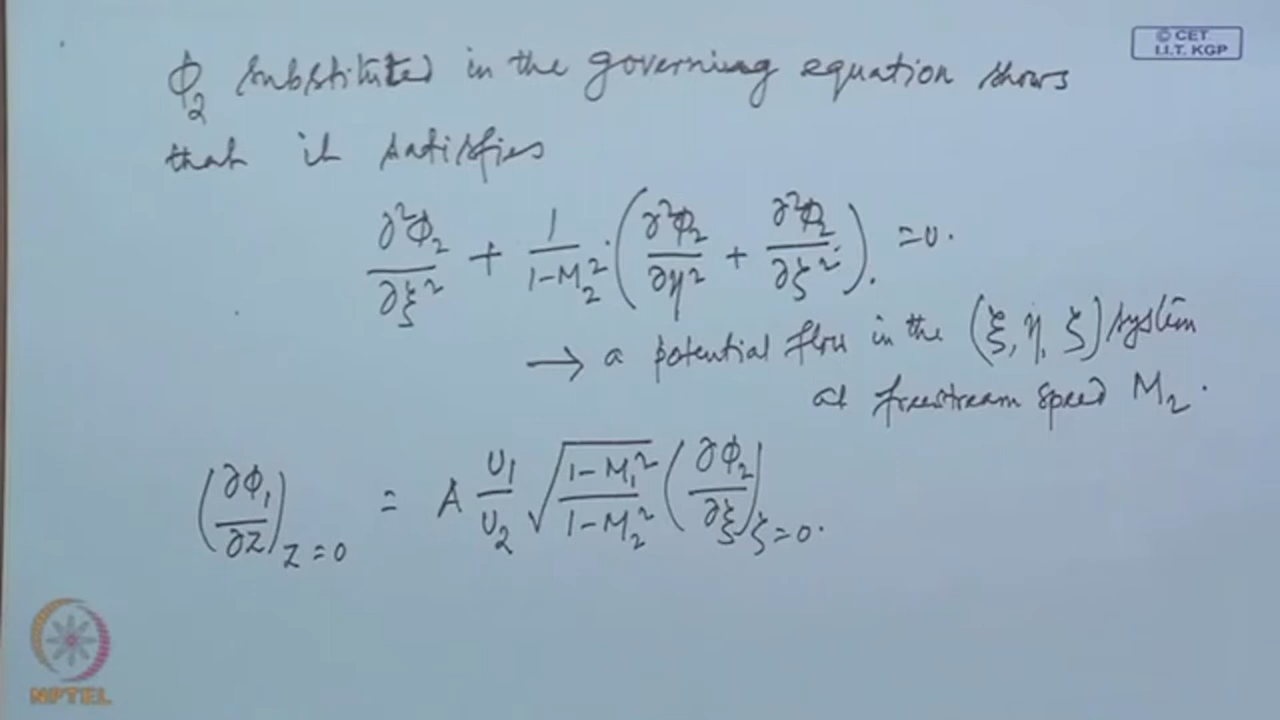 © CET
I.I.T. KGP
ϕ₂ substituted in the governing equation shows
that it satisfies
∂²ϕ₂/∂ξ² + 1/(1-M₂²) (∂²ϕ₂/∂η² + ∂²ϕ₂/∂ζ²) = 0.
→ a potential flow in the (ξ, η, ζ) system
at freestream speed M₂.
(∂ϕ₁/∂z)_{z=0} = A U₁/U₂ √((1-M₁²)/(1-M₂²)) (∂ϕ₂/∂ξ)_{ζ=0}.
NPTEL